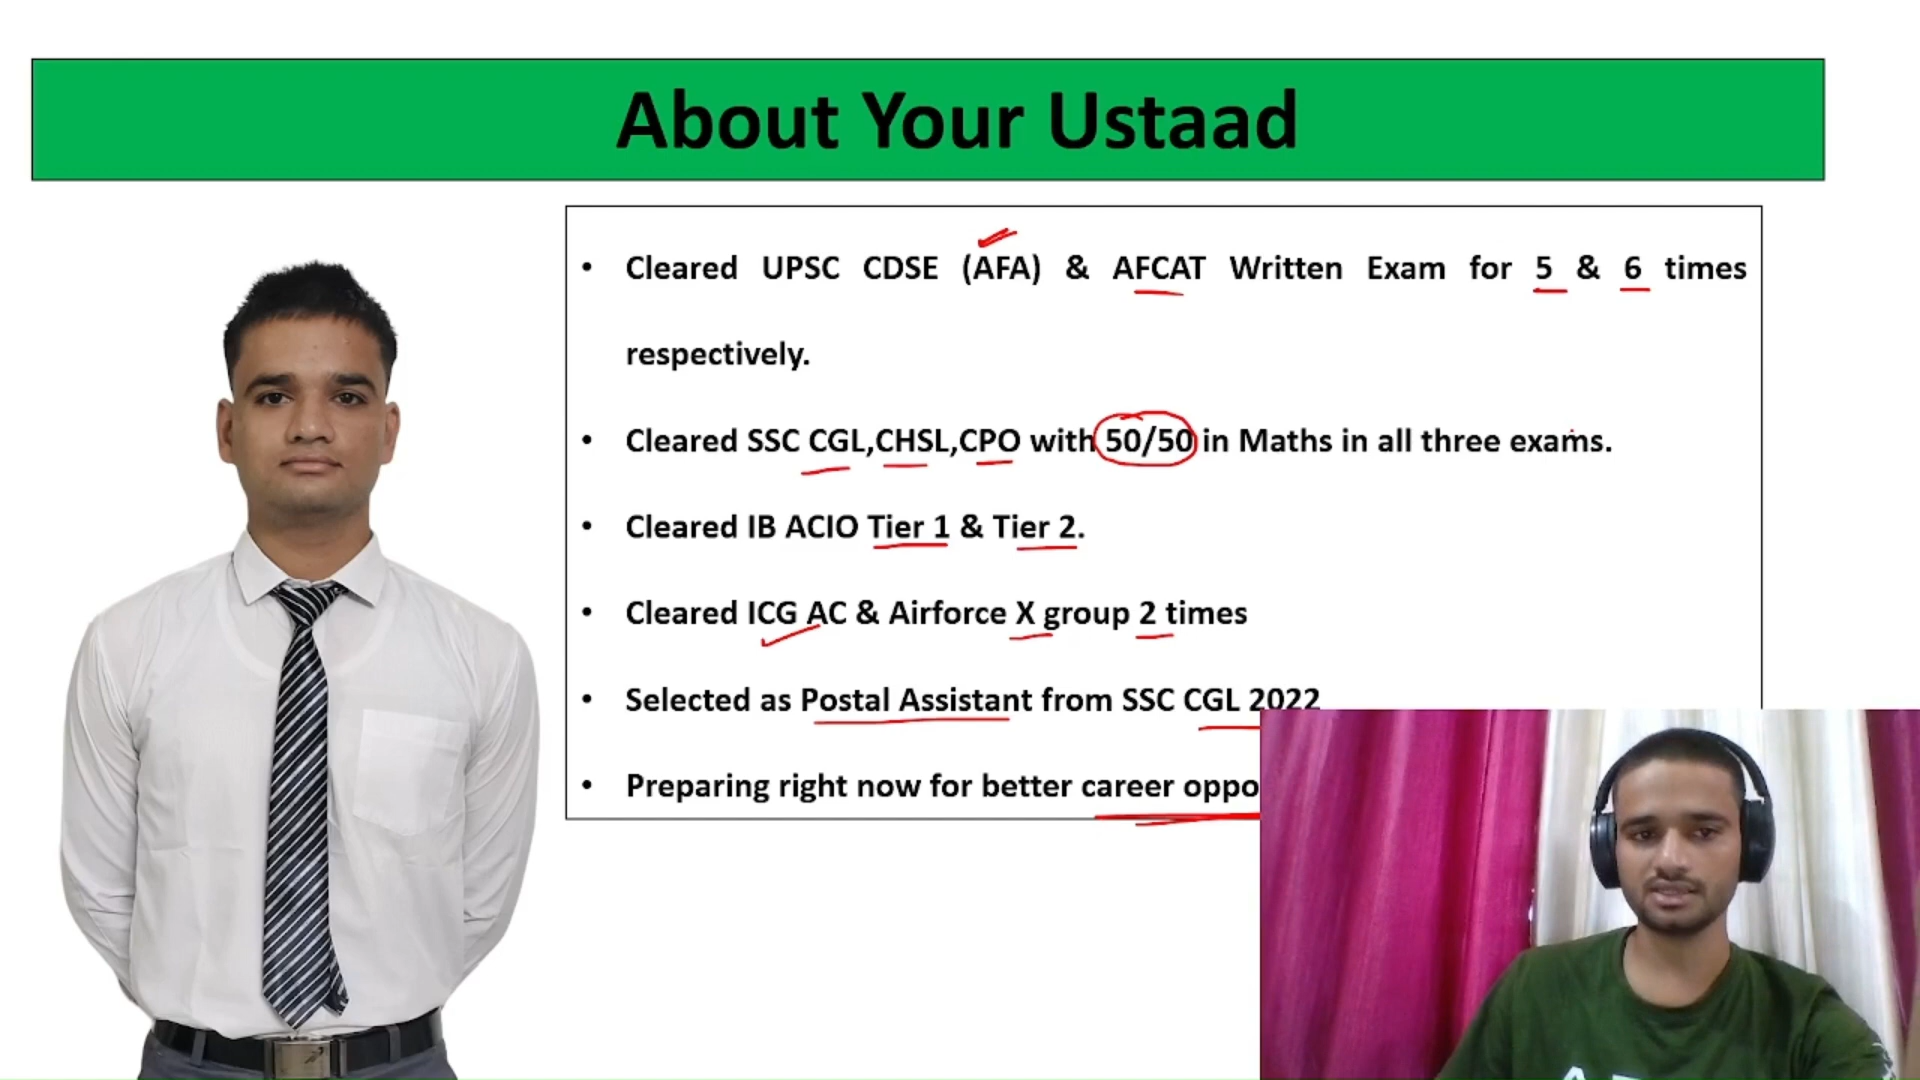 About Your Ustaad
• Cleared UPSC CDSE (AFA) & AFCAT Written Exam for 5 & 6 times
respectively.
• Cleared SSC CGL,CHSL,CPO with 50/50 in Maths in all three exams.
• Cleared IB ACIO Tier 1 & Tier 2.
• Cleared ICG AC & Airforce X group 2 times
• Selected as Postal Assistant from SSC CGL 2022
• Preparing right now for better career oppo